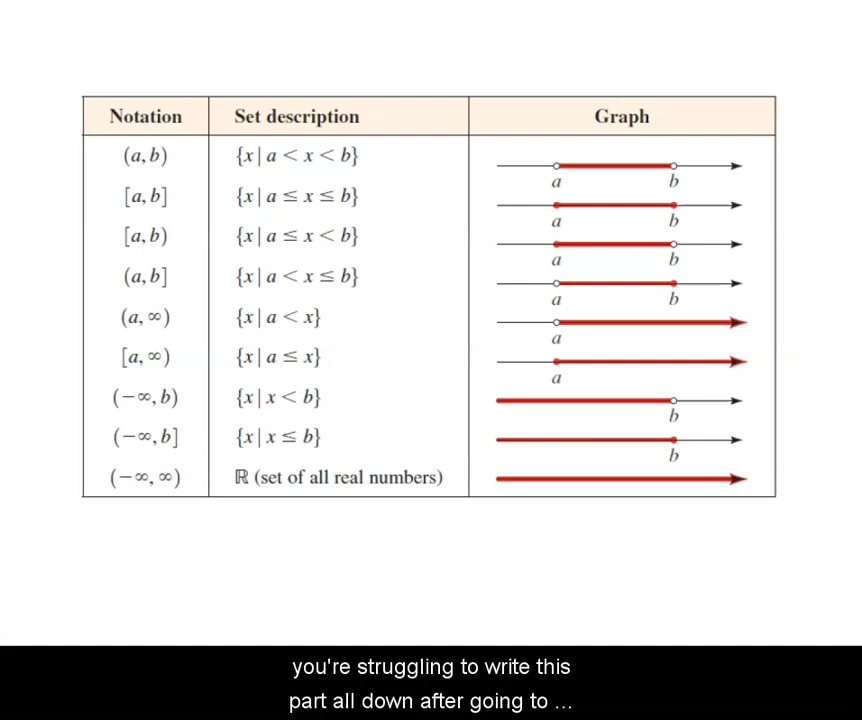 Notation Set description Graph
(a, b) {x | a < x < b}
a b
[a, b] {x | a ≤ x ≤ b}
a b
[a, b) {x | a ≤ x < b}
a b
(a, b] {x | a < x ≤ b}
a b
(a, ∞) {x | a < x}
a
[a, ∞) {x | a ≤ x}
a
(−∞, b) {x | x < b}
b
(−∞, b] {x | x ≤ b}
b
(−∞, ∞) ℝ (set of all real numbers)
you're struggling to write this
part all down after going to ...